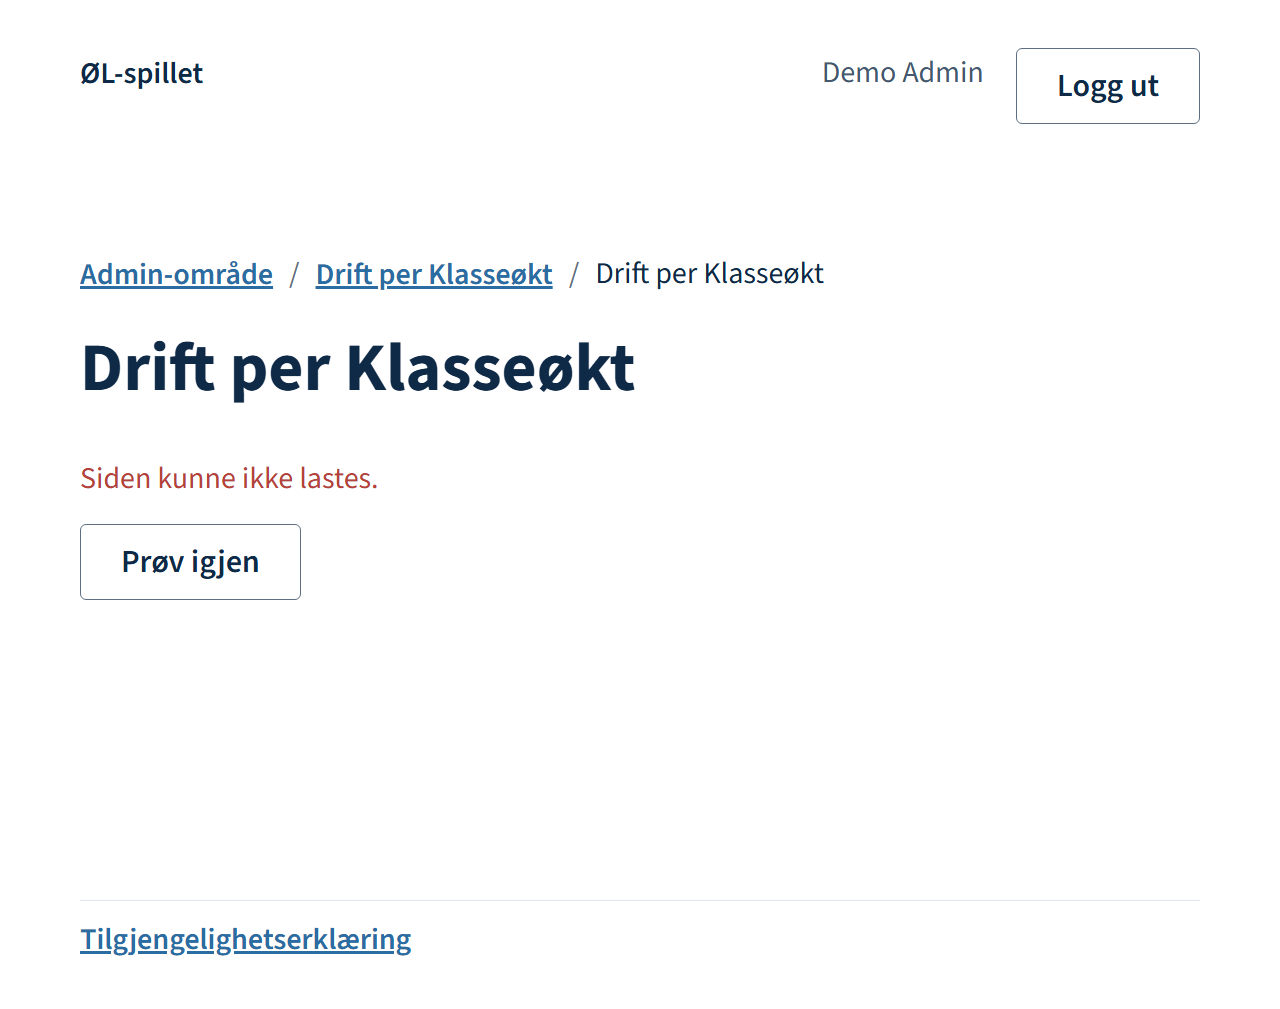 ØL-spillet
Demo Admin
Logg ut
Admin-område / Drift per Klasseøkt / Drift per Klasseøkt
Drift per Klasseøkt
Siden kunne ikke lastes.
Prøv igjen
Tilgjengelighetserklæring